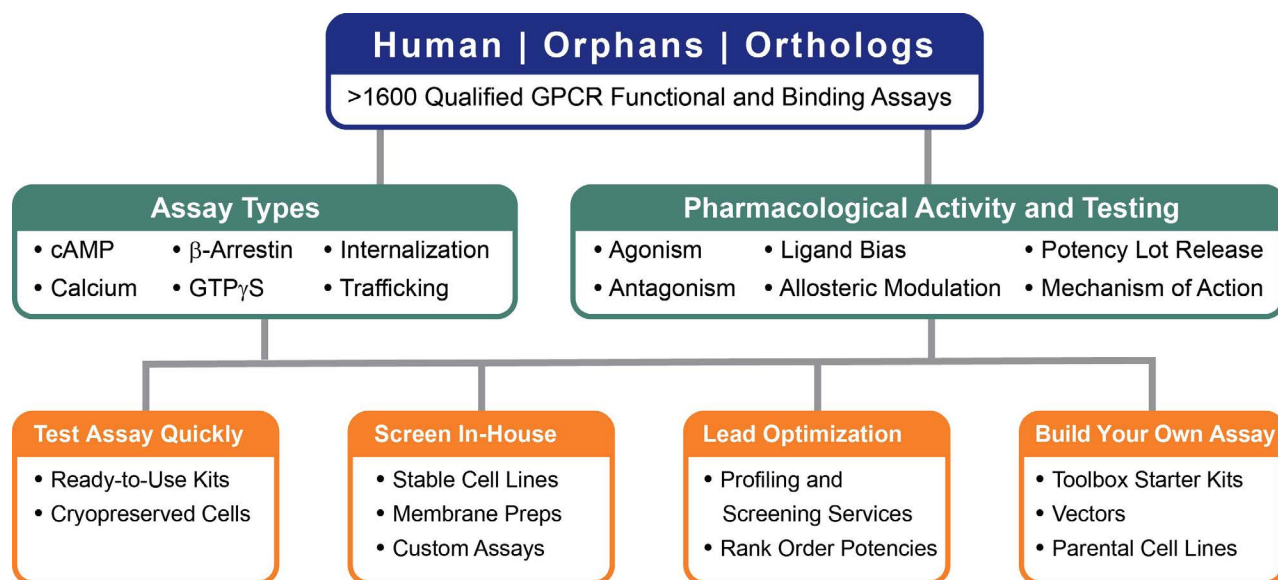 Human | Orphans | Orthologs
>1600 Qualified GPCR Functional and Binding Assays
Assay Types
• cAMP • β-Arrestin • Internalization
• Calcium • GTPγS • Trafficking
Pharmacological Activity and Testing
• Agonism • Ligand Bias • Potency Lot Release
• Antagonism • Allosteric Modulation • Mechanism of Action
Test Assay Quickly
• Ready-to-Use Kits
• Cryopreserved Cells
Screen In-House
• Stable Cell Lines
• Membrane Preps
• Custom Assays
Lead Optimization
• Profiling and
Screening Services
• Rank Order Potencies
Build Your Own Assay
• Toolbox Starter Kits
• Vectors
• Parental Cell Lines